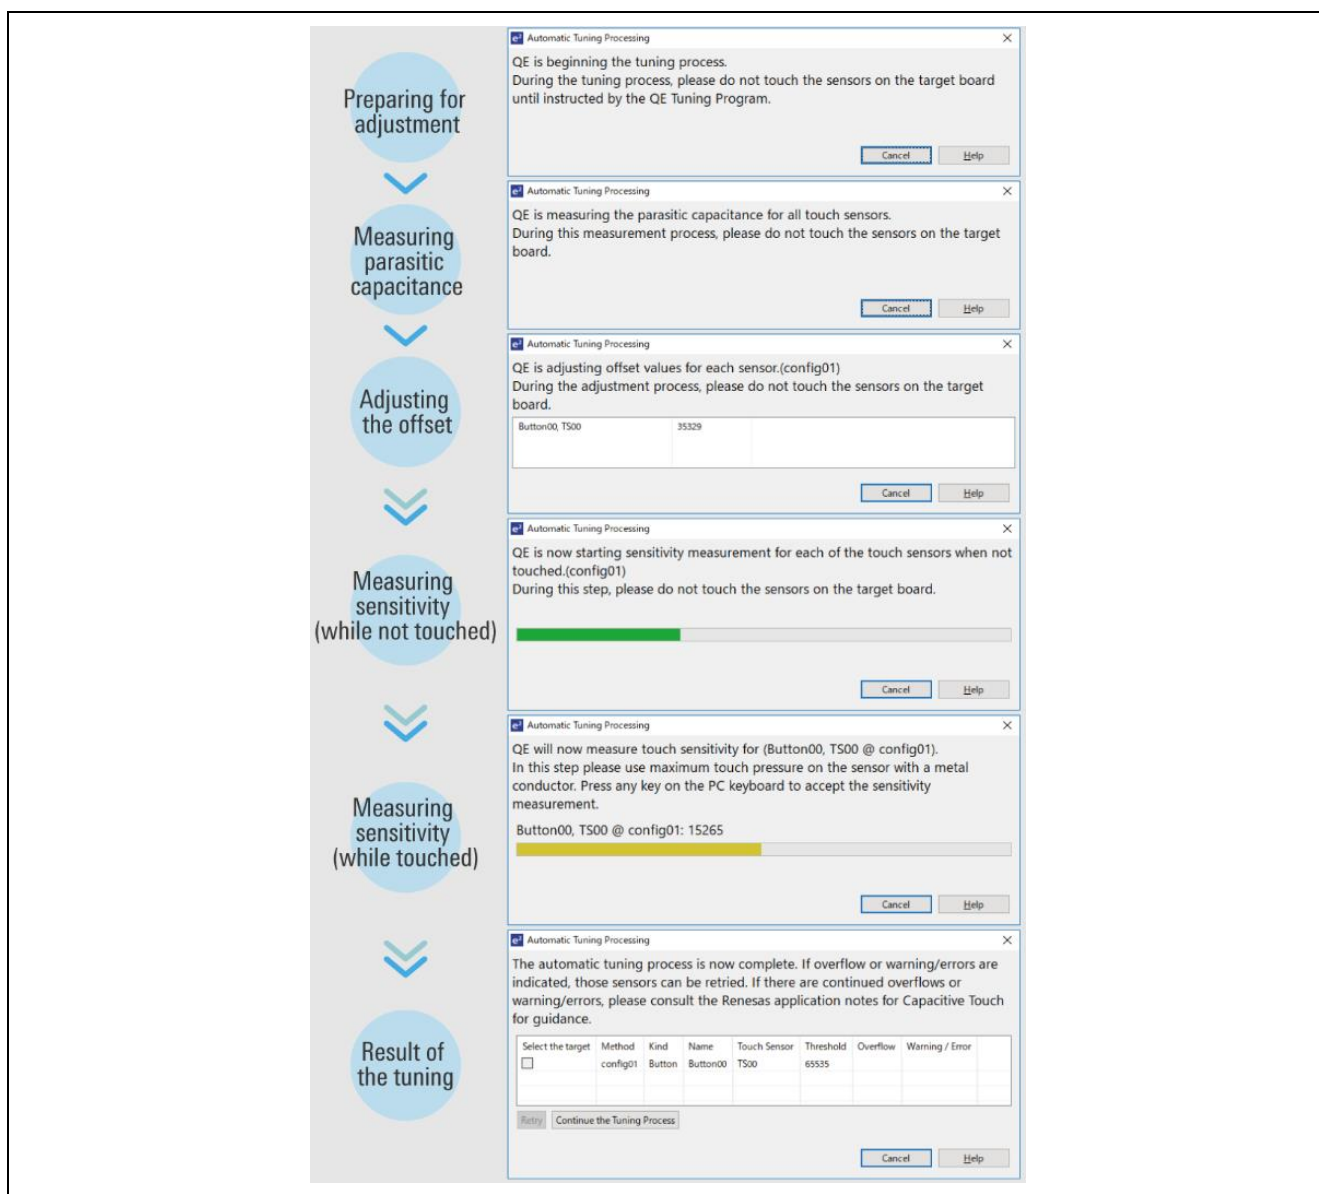 Preparing for
adjustment
e² Automatic Tuning Processing
QE is beginning the tuning process.
During the tuning process, please do not touch the sensors on the target board
until instructed by the QE Tuning Program.
Cancel Help
Measuring
parasitic
capacitance
e² Automatic Tuning Processing
QE is measuring the parasitic capacitance for all touch sensors.
During this measurement process, please do not touch the sensors on the target
board.
Cancel Help
Adjusting
the offset
e² Automatic Tuning Processing
QE is adjusting offset values for each sensor.(config01)
During the adjustment process, please do not touch the sensors on the target
board.
Button00, TS00 35329
Cancel Help
Measuring
sensitivity
(while not touched)
e² Automatic Tuning Processing
QE is now starting sensitivity measurement for each of the touch sensors when not
touched.(config01)
During this step, please do not touch the sensors on the target board.
Cancel Help
Measuring
sensitivity
(while touched)
e² Automatic Tuning Processing
QE will now measure touch sensitivity for (Button00, TS00 @ config01).
In this step please use maximum touch pressure on the sensor with a metal
conductor. Press any key on the PC keyboard to accept the sensitivity
measurement.
Button00, TS00 @ config01: 15265
Cancel Help
Result of
the tuning
e² Automatic Tuning Processing
The automatic tuning process is now complete. If overflow or warning/errors are
indicated, those sensors can be retried. If there are continued overflows or
warning/errors, please consult the Renesas application notes for Capacitive Touch
for guidance.
Select the target Method Kind Name Touch Sensor Threshold Overflow Warning / Error
config01 Button Button00 TS00 65535
Retry Continue the Tuning Process
Cancel Help